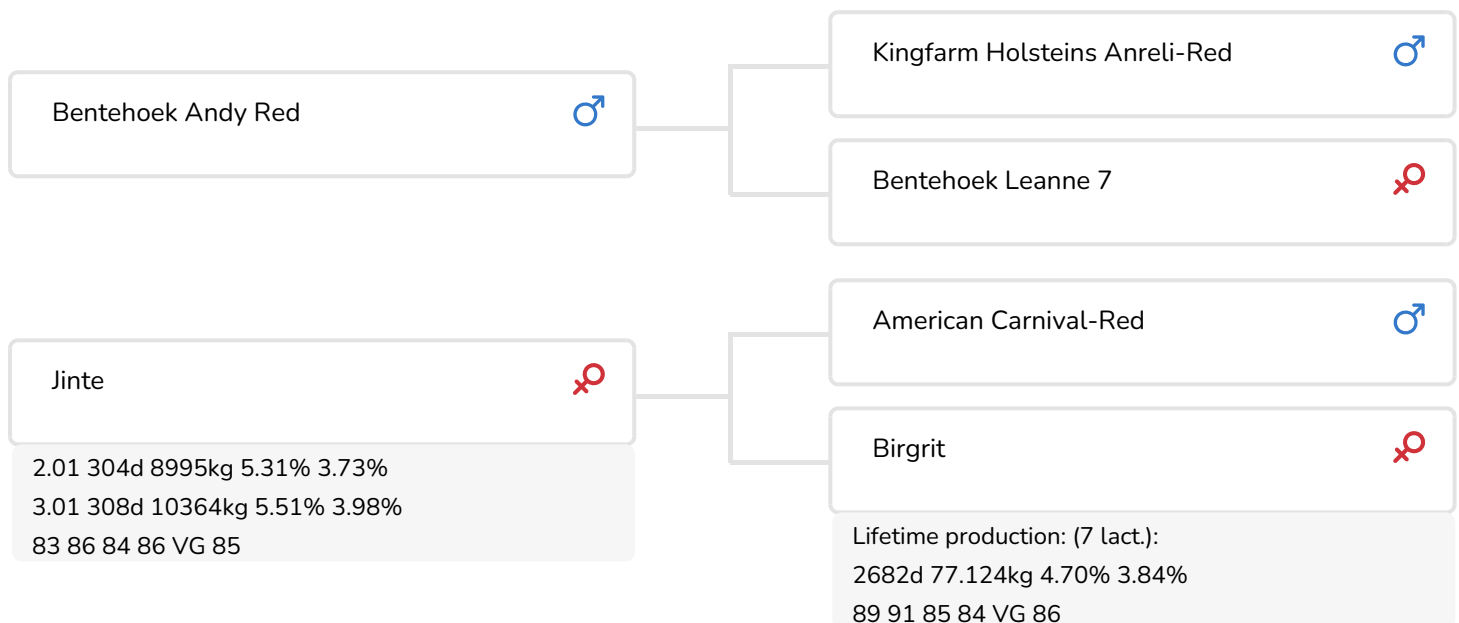 Bentehoek Andy Red
Kingfarm Holsteins Anreli-Red
Bentehoek Leanne 7
Jinte
2.01 304d 8995kg 5.31% 3.73%
3.01 308d 10364kg 5.51% 3.98%
83 86 84 86 VG 85
American Carnival-Red
Birgrit
Lifetime production: (7 lact.):
2682d 77.124kg 4.70% 3.84%
89 91 85 84 VG 86